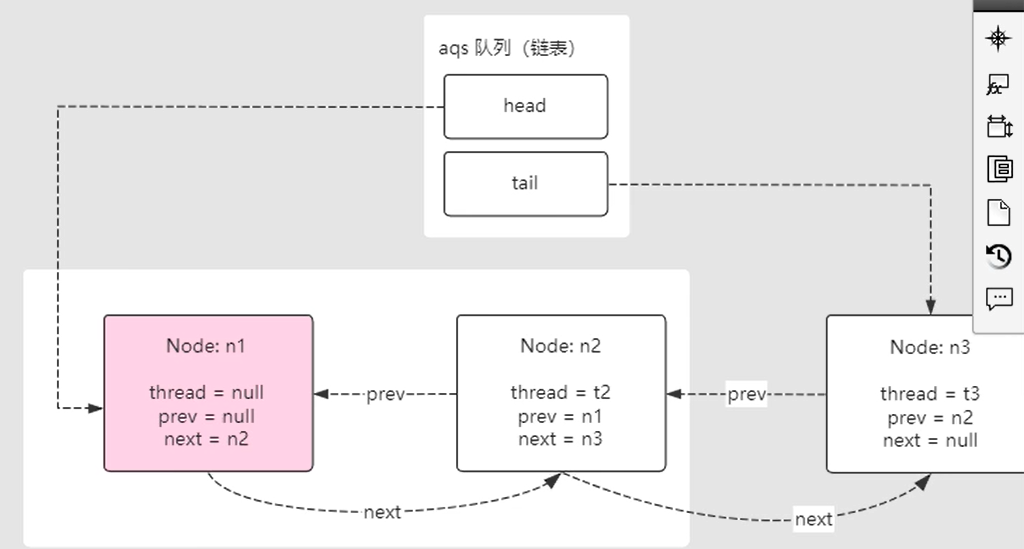 aqs 队列（链表）
head
tail
Node: n1
thread = null
prev = null
next = n2
prev
Node: n2
thread = t2
prev = n1
next = n3
prev
Node: n3
thread = t3
prev = n2
next = null
next
next
fx